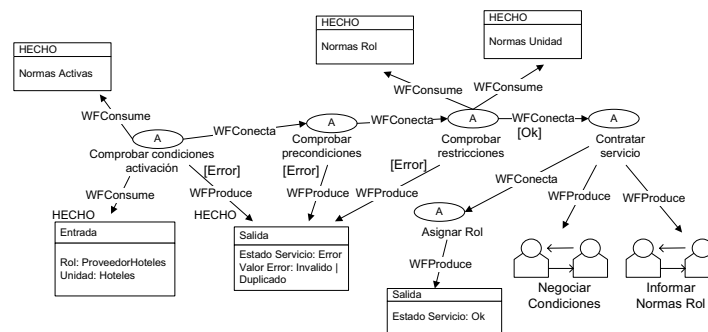 HECHO
Normas Activas
HECHO
Normas Rol
HECHO
Normas Unidad
WFConsume
WFConsume
WFConsume
A
WFConecta
A
WFConecta
A
WFConecta
[Ok]
A
Comprobar condiciones
activación
Comprobar
precondiciones
Comprobar
restricciones
Contratar
servicio
WFConsume
[Error]
WFProduce
[Error]
WFProduce
[Error]
WFProduce
WFConecta
WFProduce
WFProduce
HECHO
Entrada
Rol: ProveedorHoteles
Unidad: Hoteles
HECHO
Salida
Estado Servicio: Error
Valor Error: Invalido |
Duplicado
A
Asignar Rol
WFProduce
Salida
Estado Servicio: Ok
Negociar
Condiciones
Informar
Normas Rol